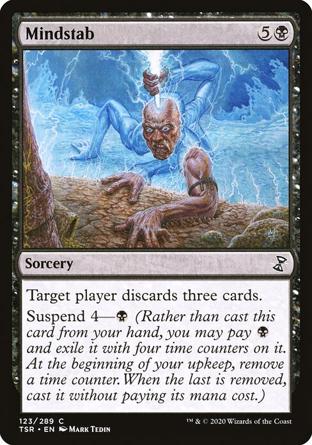 Mindstab 5
Sorcery
Target player discards three cards.
Suspend 4— (Rather than cast this
card from your hand, you may pay
and exile it with four time counters on it.
At the beginning of your upkeep, remove
a time counter. When the last is removed,
cast it without paying its mana cost.)
123/289 C
TSR • EN MARK TEDIN ™ & © 2020 Wizards of the Coast